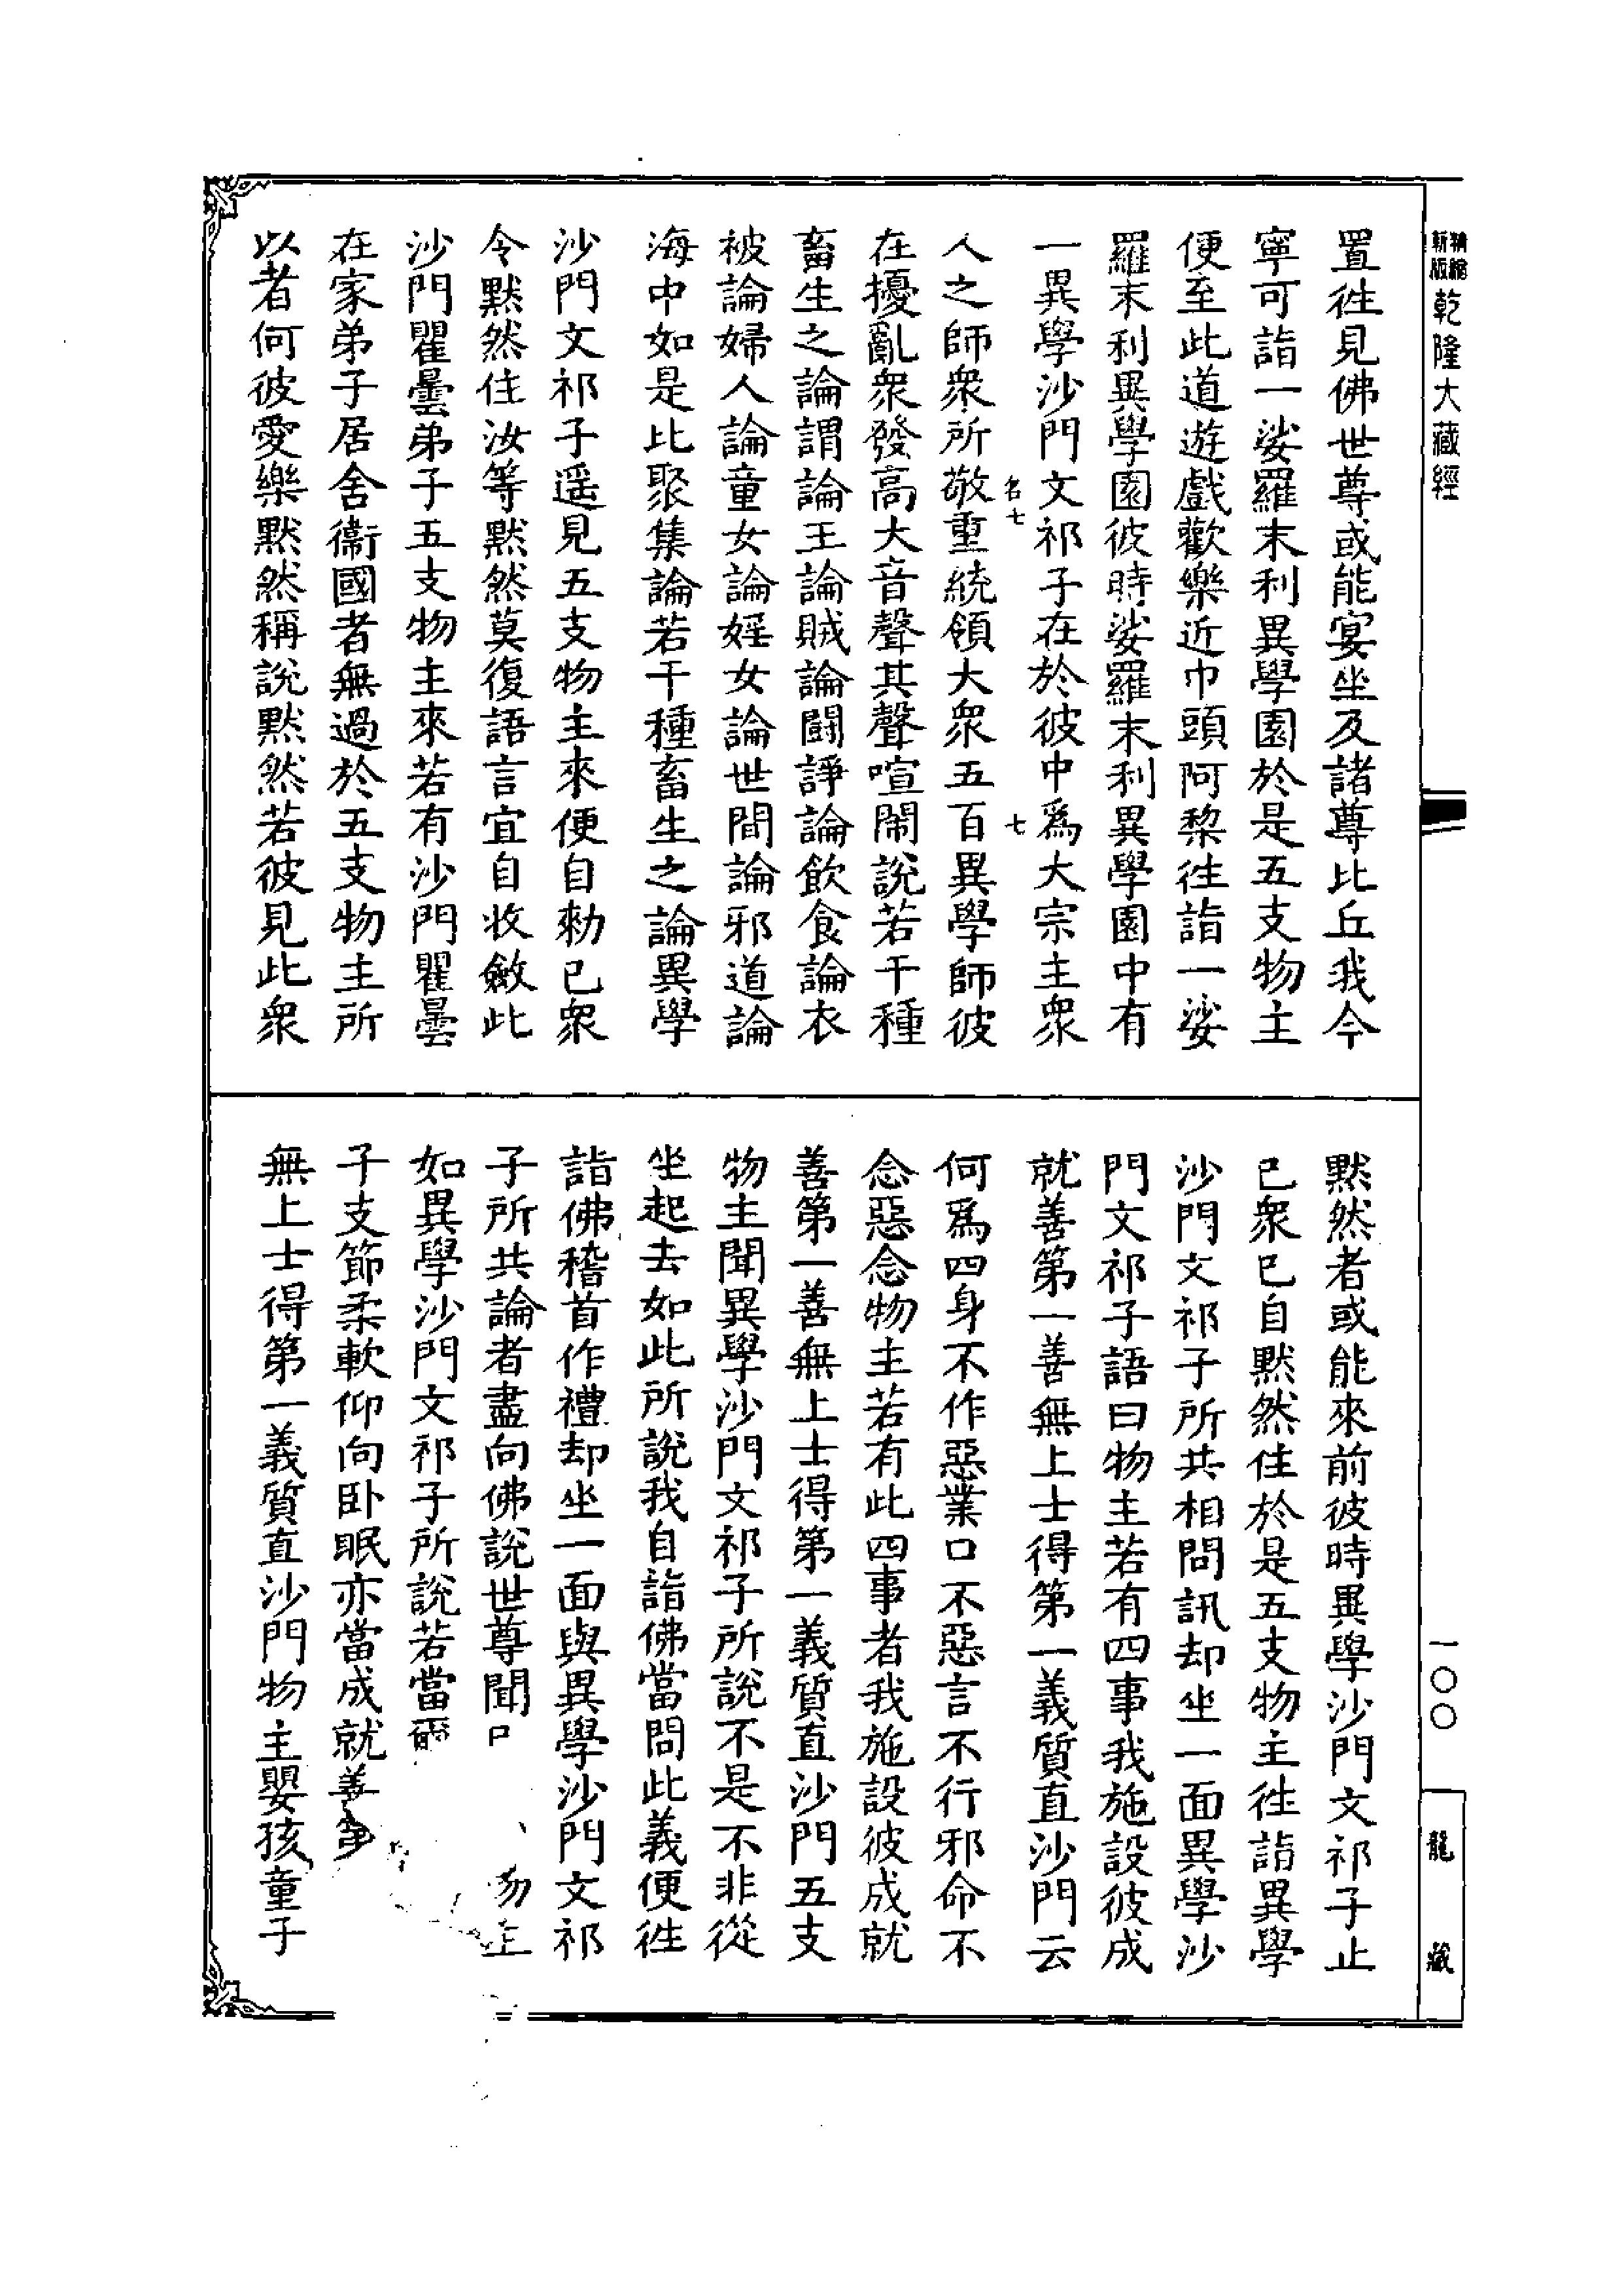 精縮
新版
乾隆大藏經
置往見佛世尊或能宴坐及諸尊比丘我今
寧可詣一娑羅末利異學園於是五支物主
便至此道遊戲歡樂近巾頭阿棃往詣一娑
羅末利異學園彼時娑羅末利異學園中有
一異學沙門文祁子在於彼中爲大宗主衆
名七
七
人之師衆所敬重統領大衆五百異學師彼
在擾亂衆發高大音聲其聲喧鬧說若干種
畜生之論謂論王論賊論鬪諍論飲食論衣
被論婦人論童女論婬女論世間論邪道論
海中如是比聚集論若干種畜生之論異學
沙門文祁子遥見五支物主來便自勅己衆
令默然住汝等默然莫復語言宜自收斂此
沙門瞿曇弟子五支物主來若有沙門瞿曇
在家弟子居舍衞國者無過於五支物主所
以者何彼愛樂默然稱說默然若彼見此衆
默然者或能來前彼時異學沙門文祁子止
已衆已自默然住於是五支物主往詣異學
沙門文祁子所共相問訊却坐一面異學沙
門文祁子語曰物主若有四事我施設彼成
就善第一善無上士得第一義質直沙門云
何爲四身不作惡業口不惡言不行邪命不
念惡念物主若有此四事者我施設彼成就
善第一善無上士得第一義質直沙門五支
物主聞異學沙門文祁子所說不是不非從
坐起去如此所說我自詣佛當問此義便往
詣佛稽首作禮却坐一面與異學沙門文祁
子所共論者盡向佛說世尊聞物主
如異學沙門文祁子所說若當爾
子支節柔軟仰向卧眠亦當成就善第
無上士得第一義質直沙門物主嬰孩童子
一〇〇
龍藏